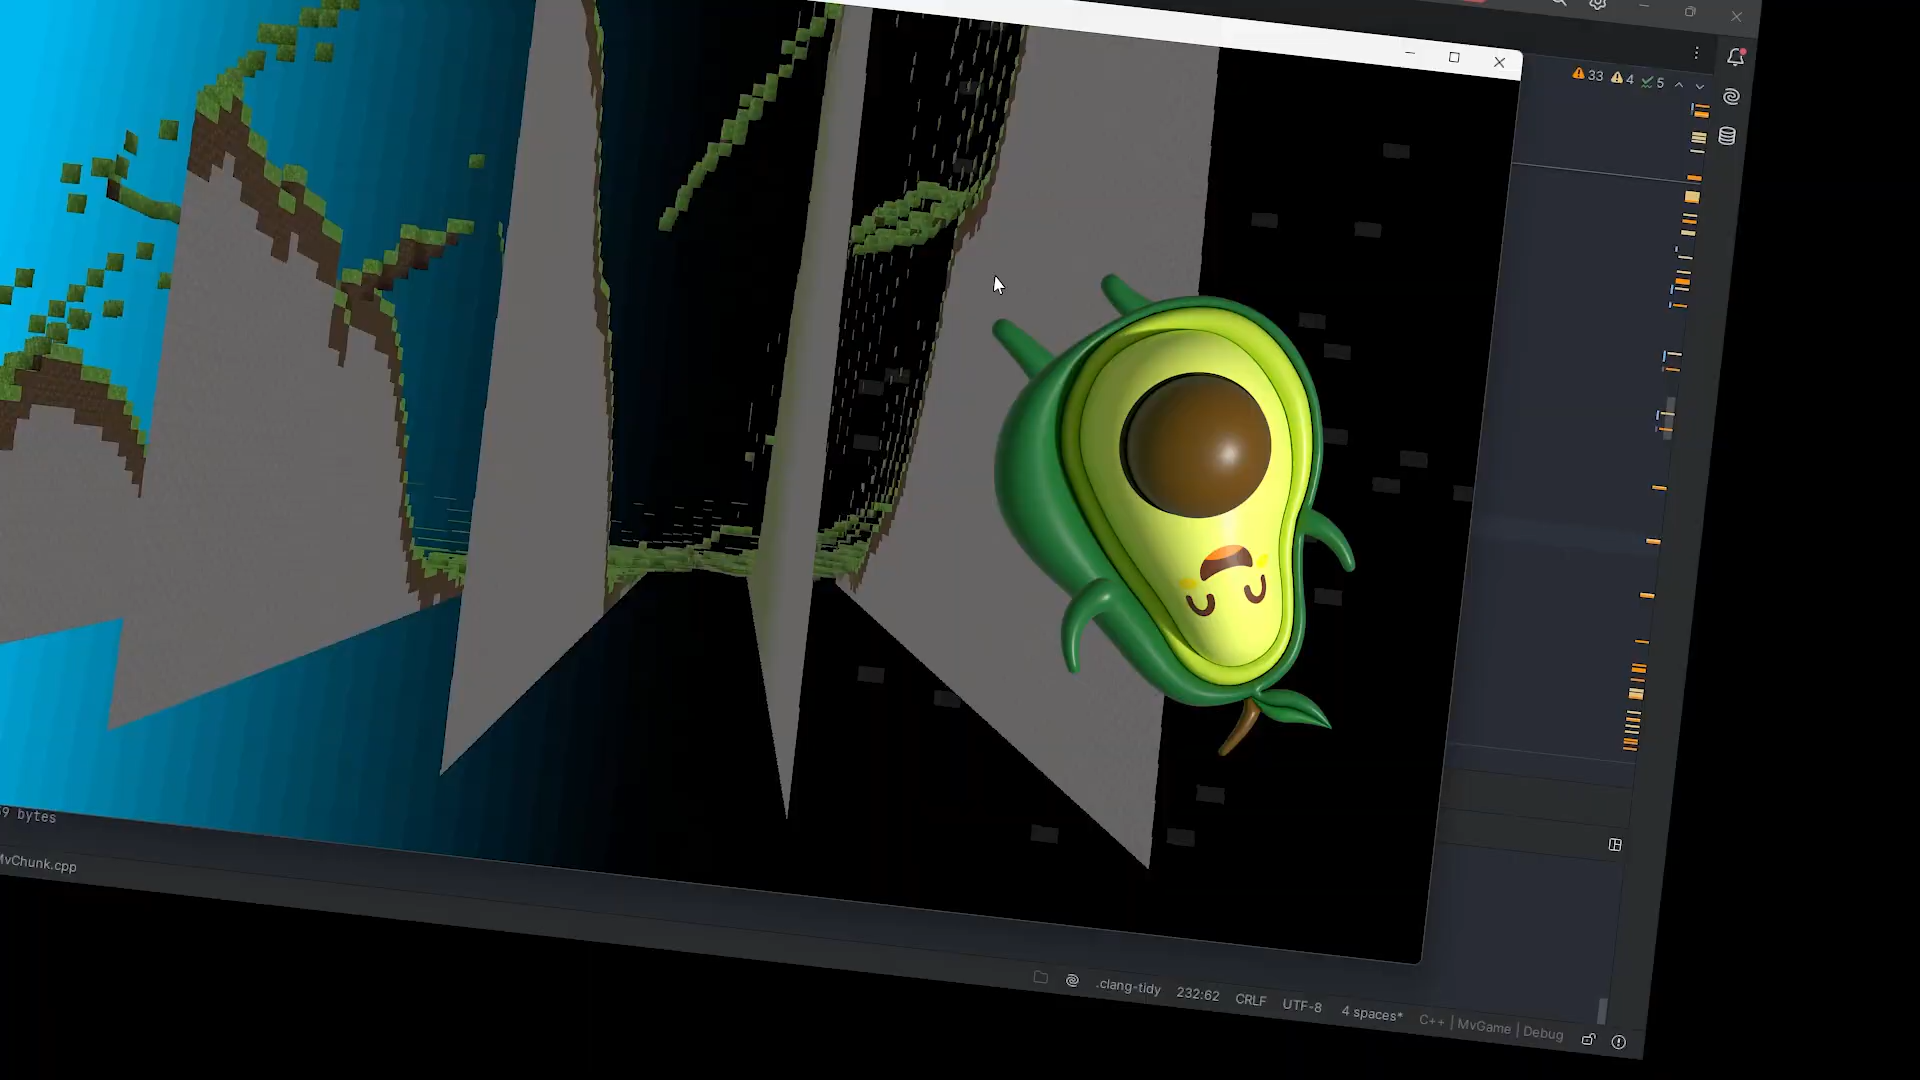 33 4 5
9 bytes
MvChunk.cpp
.clang-tidy 232:62 CRLF UTF-8 4 spaces* C++ | MvGame | Debug